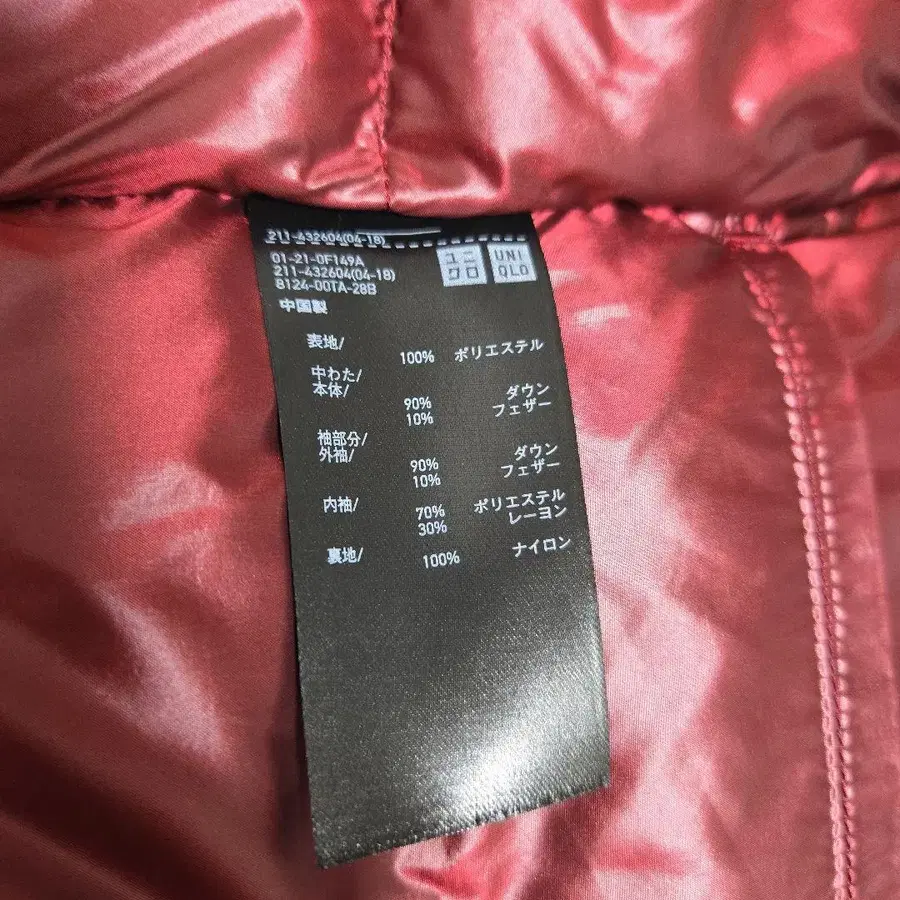 211-432604(04-18)
ユニ
クロ
UNI
QLO
01-21-0F149A
211-432604(04-18)
8124-00TA-28B
中国製
表地/ 100% ポリエステル
中わた/
本体/ 90% ダウン
10% フェザー
袖部分/
外袖/ 90% ダウン
10% フェザー
内袖/ 70% ポリエステル
30% レーヨン
裏地/ 100% ナイロン